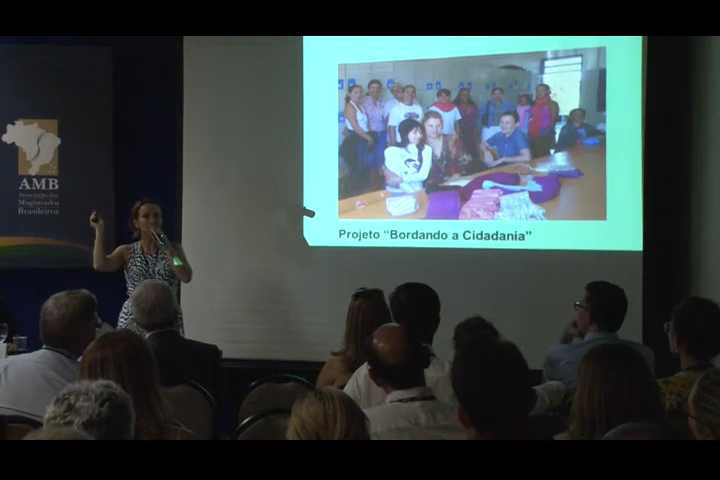 AMB
Associação dos
Magistrados
Brasileiros
Projeto “Bordando a Cidadania”